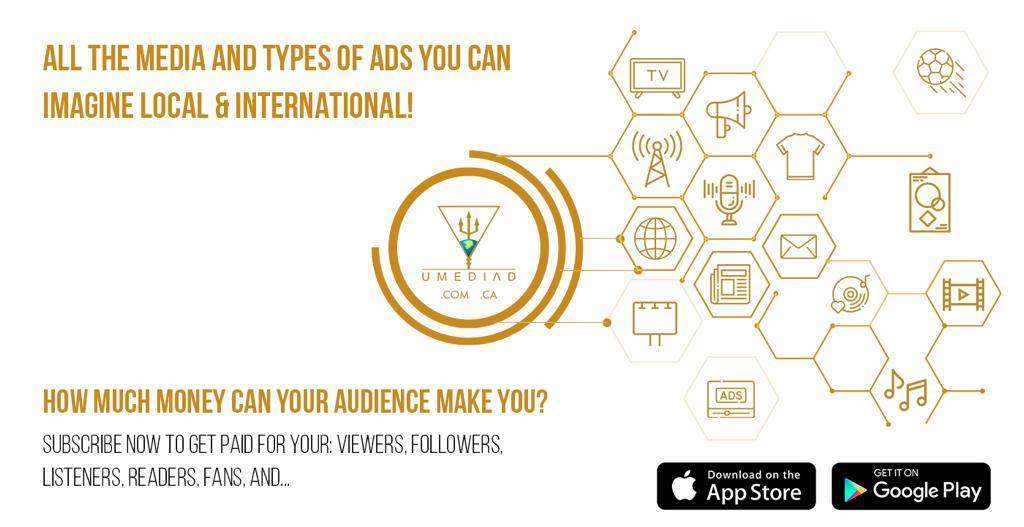 ALL THE MEDIA AND TYPES OF ADS YOU CAN
IMAGINE LOCAL & INTERNATIONAL!
TV
UMEDIAD
.COM .CA
ADS
HOW MUCH MONEY CAN YOUR AUDIENCE MAKE YOU?
SUBSCRIBE NOW TO GET PAID FOR YOUR: VIEWERS, FOLLOWERS,
LISTENERS, READERS, FANS, AND...
Download on the
App Store
GET IT ON
Google Play